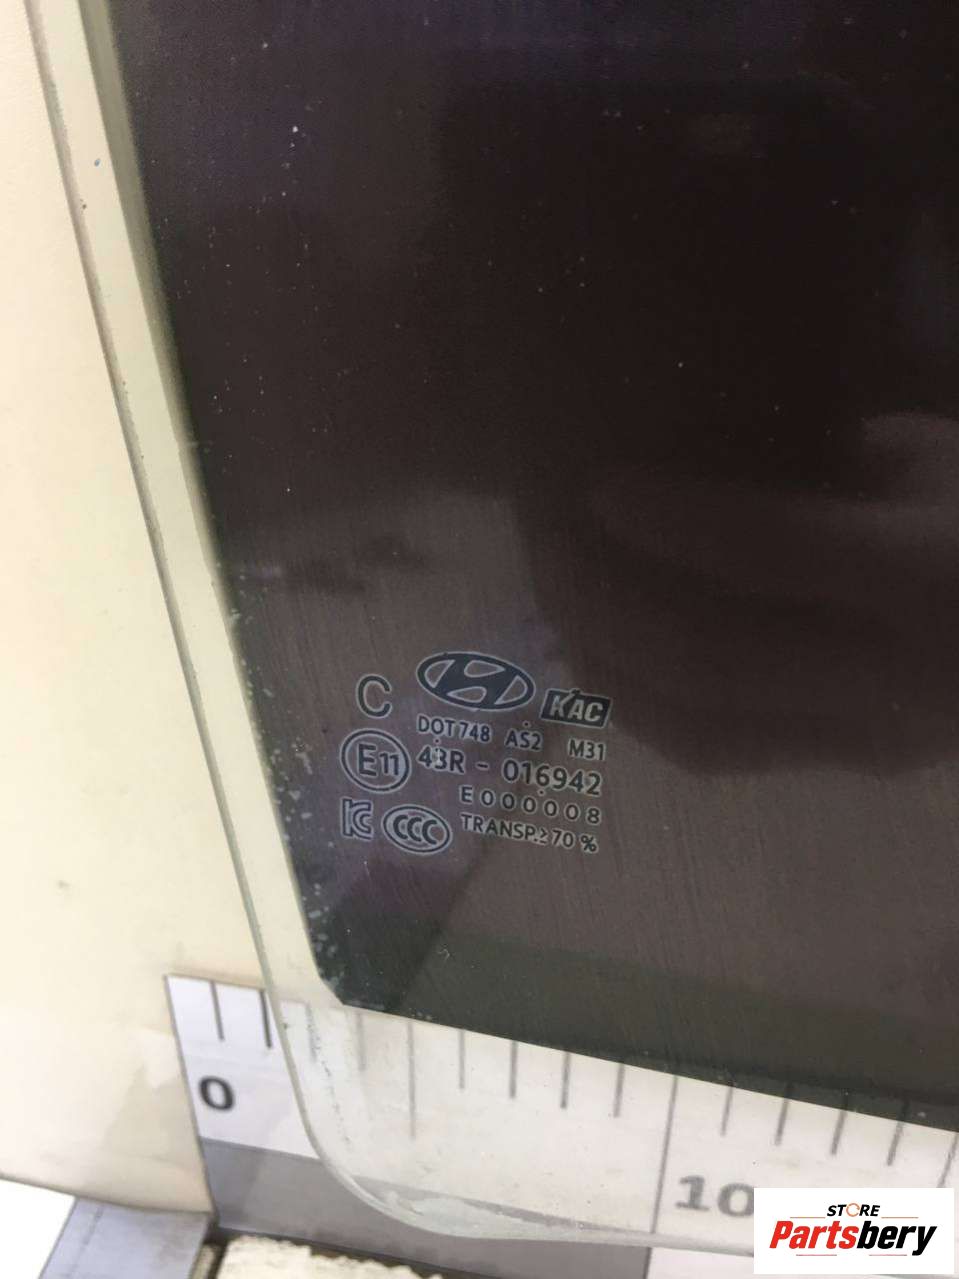 C
KAC
DOT748 AS2 M31
E11 43R - 016942
E000008
CCC TRANSP.≥70%
0
10
STORE
Partsbery